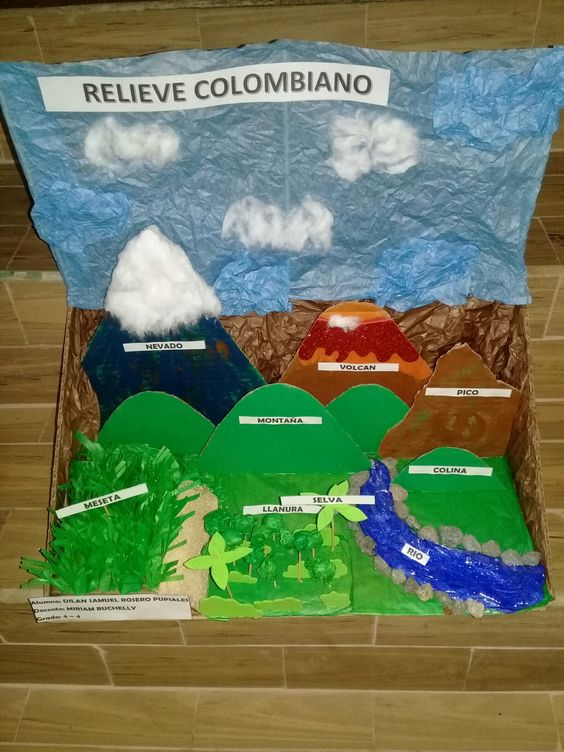 RELIEVE COLOMBIANO
NEVADO
VOLCAN
PICO
MONTAÑA
COLINA
MESETA
SELVA
LLANURA
RIO
Alumno: DILAN SAMUEL ROSERO PUPIALES
Docente: MIRIAM BUCHELLY
Grado: 4 – 4